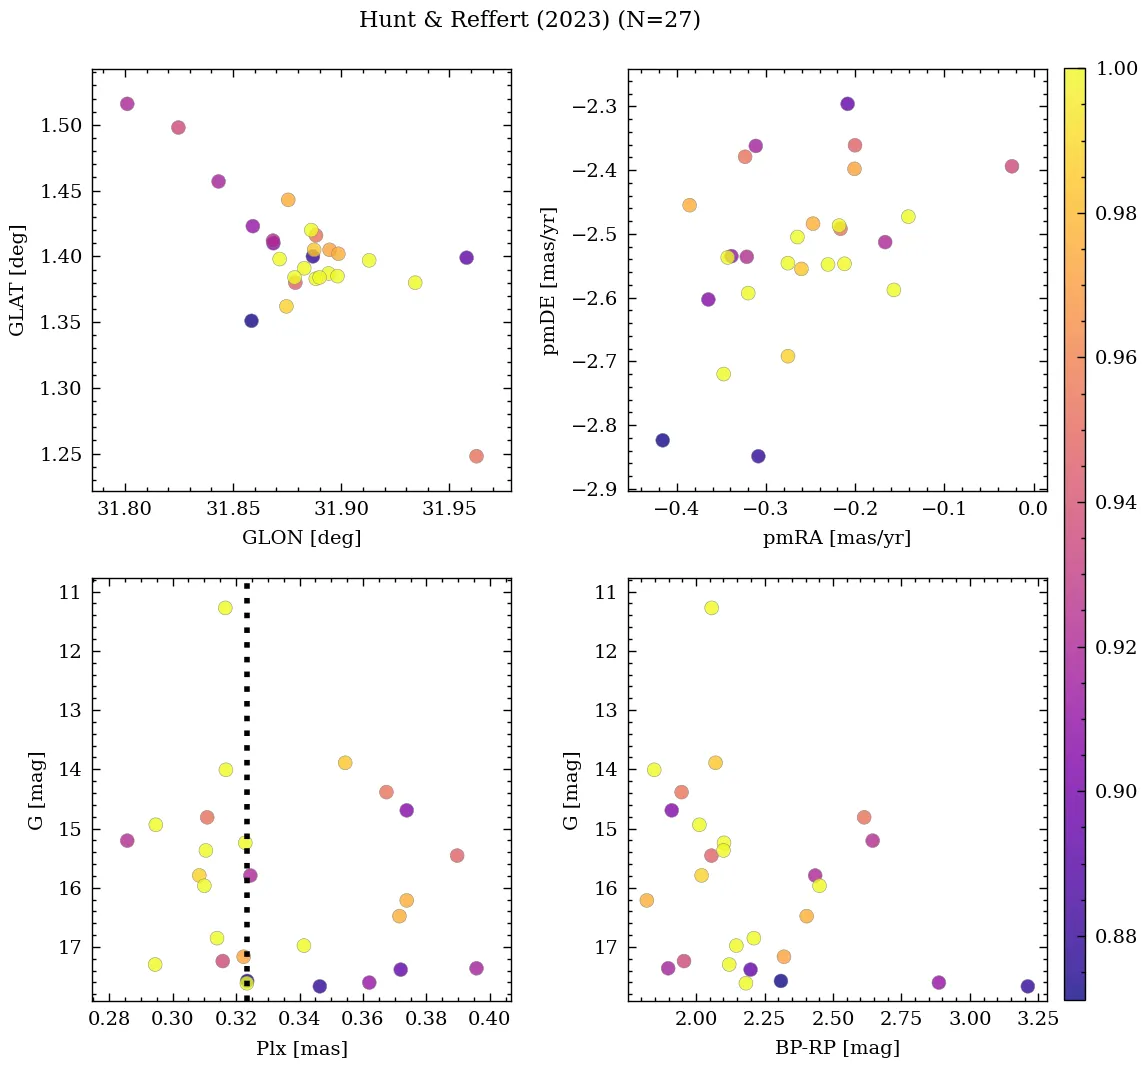 Hunt & Reffert (2023) (N=27)
1.50
1.45
1.40
1.35
1.30
1.25
GLAT [deg]
31.80 31.85 31.90 31.95
GLON [deg]
−2.3
−2.4
−2.5
−2.6
−2.7
−2.8
−2.9
pmDE [mas/yr]
−0.4 −0.3 −0.2 −0.1 0.0
pmRA [mas/yr]
11
12
13
14
15
16
17
G [mag]
0.28 0.30 0.32 0.34 0.36 0.38 0.40
Plx [mas]
11
12
13
14
15
16
17
G [mag]
2.00 2.25 2.50 2.75 3.00 3.25
BP-RP [mag]
1.00
0.98
0.96
0.94
0.92
0.90
0.88